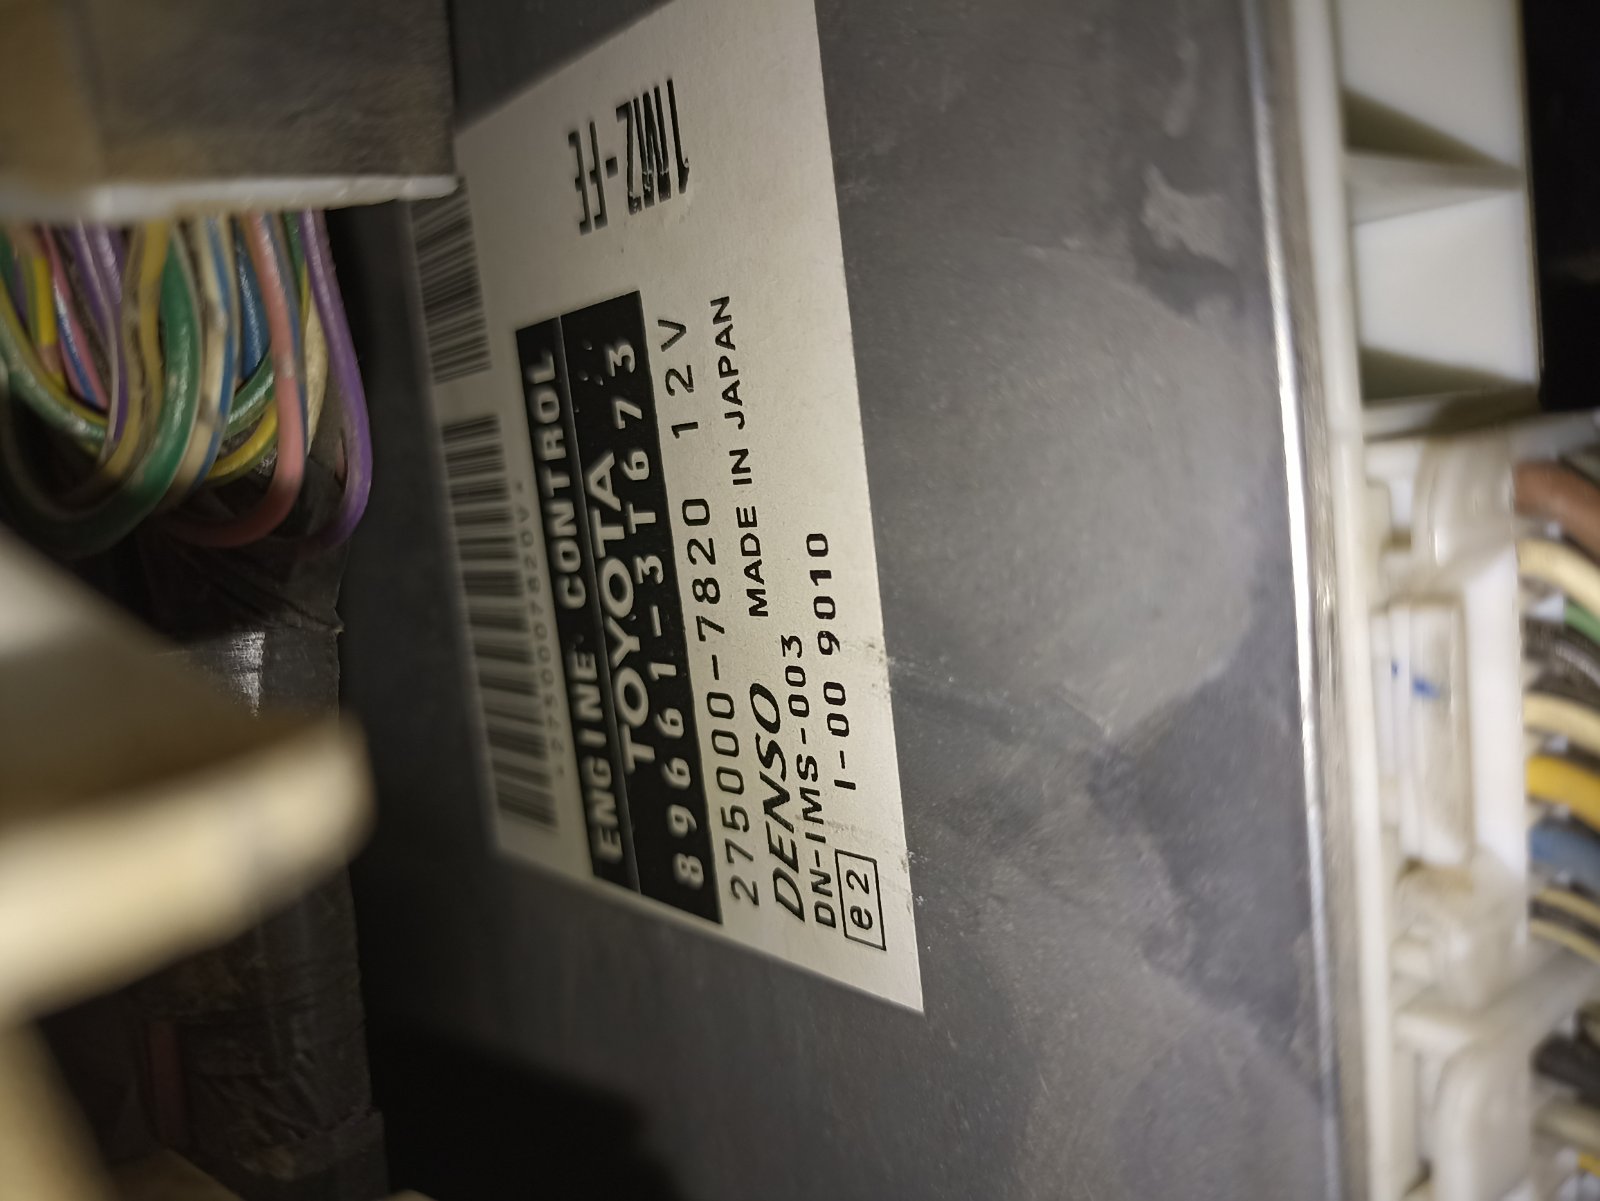 1MZ-FE
*2750007820V*
ENGINE CONTROL
TOYOTA
89661-3T673
275000-7820 12V
DENSO MADE IN JAPAN
DN-IMS-003
e2 I-00 9010